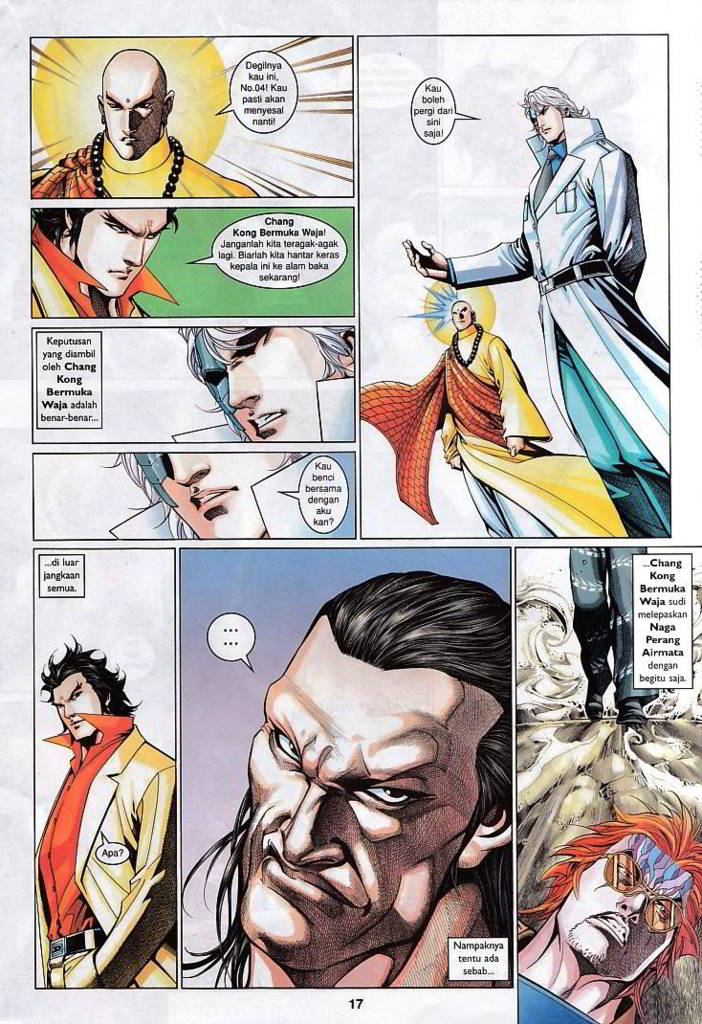 Degilnya
kau ini,
No.04! Kau
pasti akan
menyesal
nanti!
Kau
boleh
pergi dari
sini
saja!
Chang
Kong Bermuka Waja!
Janganlah kita teragak-agak
lagi. Biarlah kita hantar keras
kepala ini ke alam baka
sekarang!
Keputusan
yang diambil
oleh Chang
Kong
Bermuka
Waja adalah
benar-benar...
Kau
benci
bersama
dengan
aku
kan?
...di luar
jangkaan
semua.
Apa?
...
...
Nampaknya
tentu ada
sebab...
...Chang
Kong
Bermuka
Waja sudi
melepaskan
Naga
Perang
Airmata
dengan
begitu saja.
17